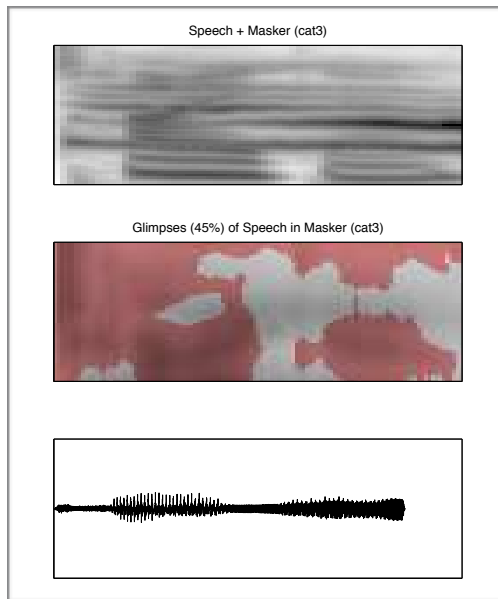 Speech + Masker (cat3)
Glimpses (45%) of Speech in Masker (cat3)